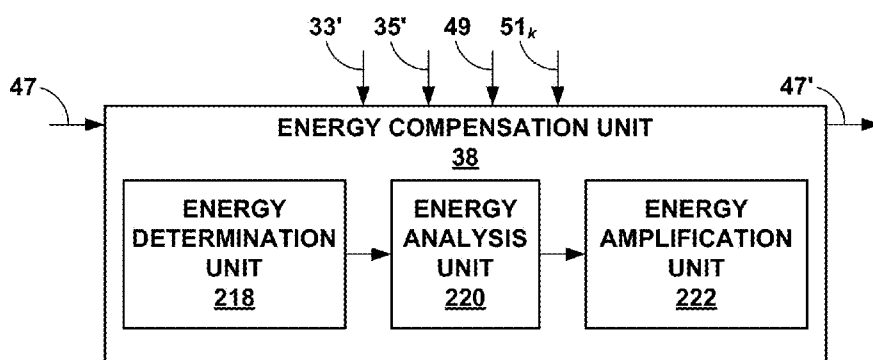 33' 35' 49 51k
47 47'
ENERGY COMPENSATION UNIT
38
ENERGY
DETERMINATION
UNIT
218
ENERGY
ANALYSIS
UNIT
220
ENERGY
AMPLIFICATION
UNIT
222